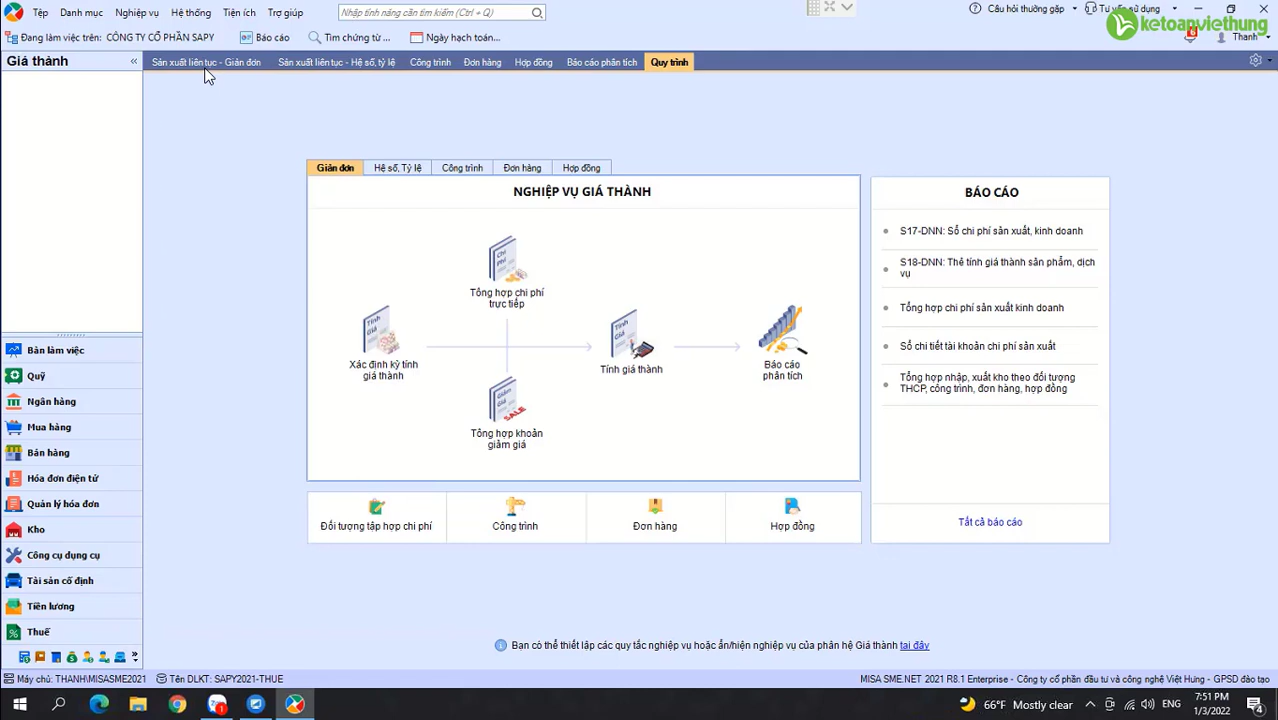 Tệp Danh mục Nghiệp vụ Hệ thống Tiện ích Trợ giúp
Nhập tính năng cần tìm kiếm (Ctrl + Q)
Câu hỏi thường gặp
Tư vấn sử dụng
ketoanviethung
Đang làm việc trên: CÔNG TY CỔ PHẦN SAPY
Báo cáo
Tìm chứng từ ...
Ngày hạch toán...
6
Thanh
Giá thành
«
Sản xuất liên tục - Giản đơn
Sản xuất liên tục - Hệ số, tỷ lệ
Công trình
Đơn hàng
Hợp đồng
Báo cáo phân tích
Quy trình
Giản đơn
Hệ số, Tỷ lệ
Công trình
Đơn hàng
Hợp đồng
NGHIỆP VỤ GIÁ THÀNH
Chi Phí
Tổng hợp chi phí
trực tiếp
Tính Giá
Xác định kỳ tính
giá thành
Tính Giá
Tính giá thành
Báo cáo
phân tích
Giảm Giá
SALE
Tổng hợp khoản
giảm giá
Đối tượng tập hợp chi phí
Công trình
Đơn hàng
Hợp đồng
BÁO CÁO
S17-DNN: Sổ chi phí sản xuất, kinh doanh
S18-DNN: Thẻ tính giá thành sản phẩm, dịch
vụ
Tổng hợp chi phí sản xuất kinh doanh
Sổ chi tiết tài khoản chi phí sản xuất
Tổng hợp nhập, xuất kho theo đối tượng
THCP, công trình, đơn hàng, hợp đồng
Tất cả báo cáo
Bàn làm việc
Quỹ
Ngân hàng
Mua hàng
Bán hàng
Hóa đơn điện tử
Quản lý hóa đơn
Kho
Công cụ dụng cụ
Tài sản cố định
Tiền lương
Thuế
Bạn có thể thiết lập các quy tắc nghiệp vụ hoặc ẩn/hiện nghiệp vụ của phân hệ Giá thành tại đây
Máy chủ: THANH\MISASME2021
Tên DLKT: SAPY2021-THUE
MISA SME.NET 2021 R8.1 Enterprise - Công ty cổ phần đầu tư và công nghệ Việt Hưng - GPSD đào tạo
66°F Mostly clear
ENG
7:51 PM
1/3/2022
4